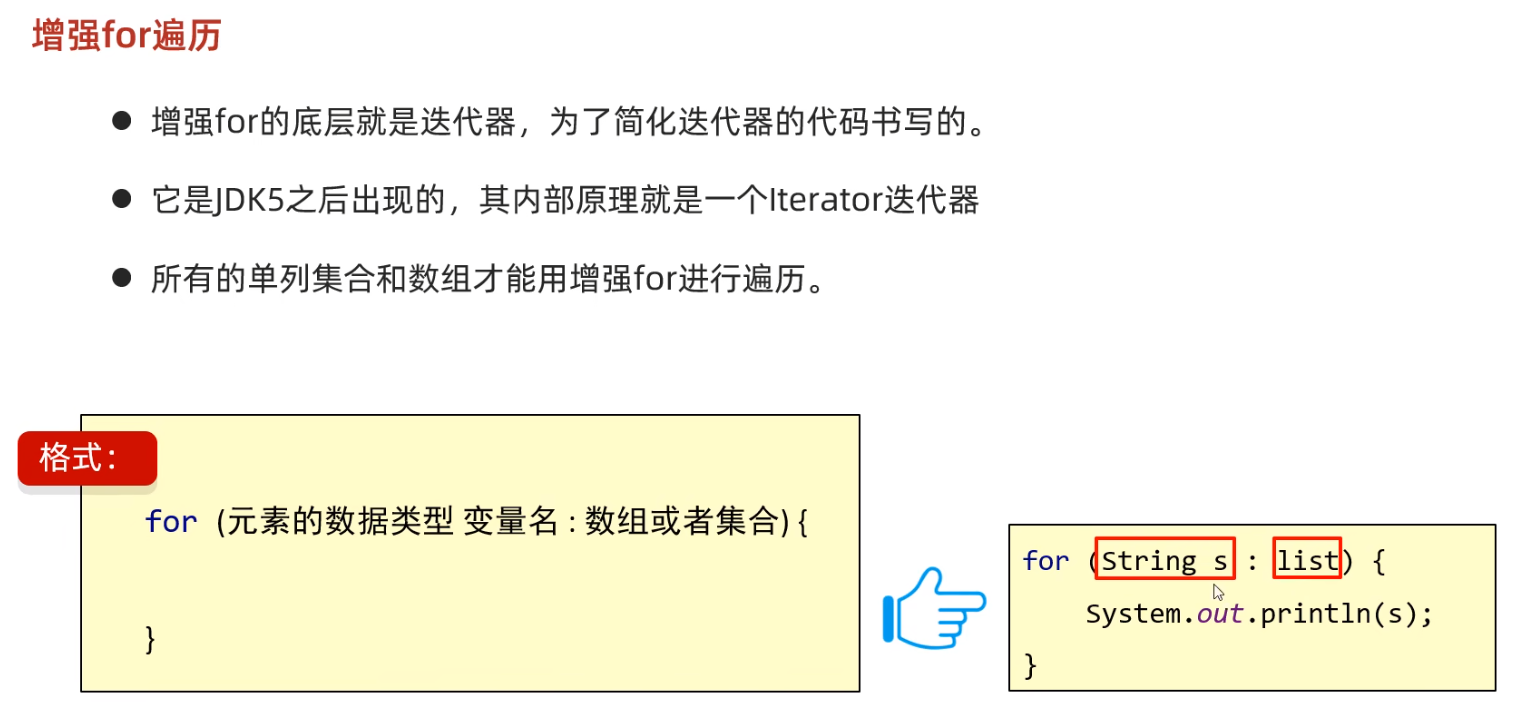 增强for遍历
● 增强for的底层就是迭代器，为了简化迭代器的代码书写的。
● 它是JDK5之后出现的，其内部原理就是一个Iterator迭代器
● 所有的单列集合和数组才能用增强for进行遍历。
格式：
for (元素的数据类型 变量名 : 数组或者集合) {
}
for (String s : list) {
System.out.println(s);
}